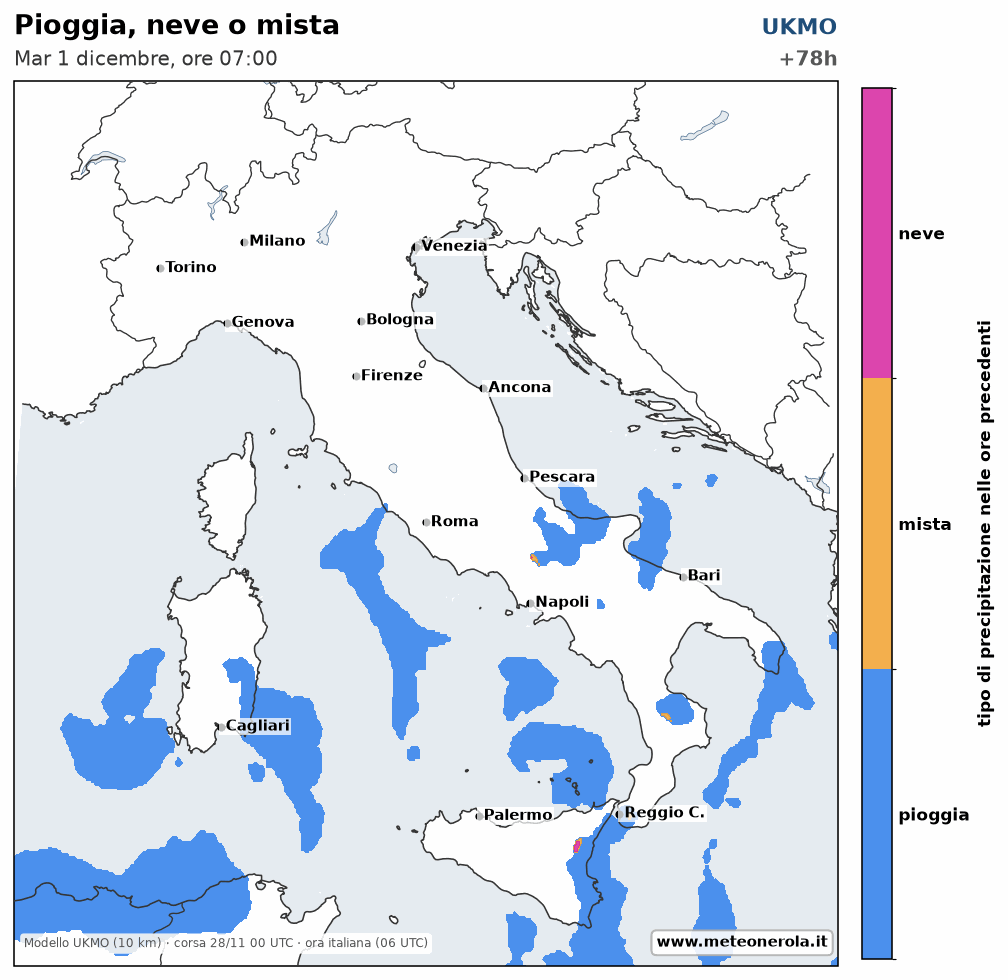 Pioggia, neve o mista
UKMO
Mar 1 dicembre, ore 07:00
+78h
Milano
Venezia
Torino
Genova
Bologna
Firenze
Ancona
Pescara
Roma
Bari
Napoli
Cagliari
Palermo
Reggio C.
neve
mista
pioggia
tipo di precipitazione nelle ore precedenti
Modello UKMO (10 km) · corsa 28/11 00 UTC · ora italiana (06 UTC)
www.meteonerola.it